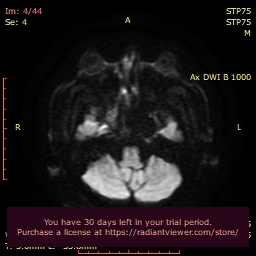 Im: 4/44
Se: 4
STP75
STP75
M
A
Ax DWI B 1000
R
L
You have 30 days left in your trial period.
Purchase a license at https://radiantviewer.com/store/